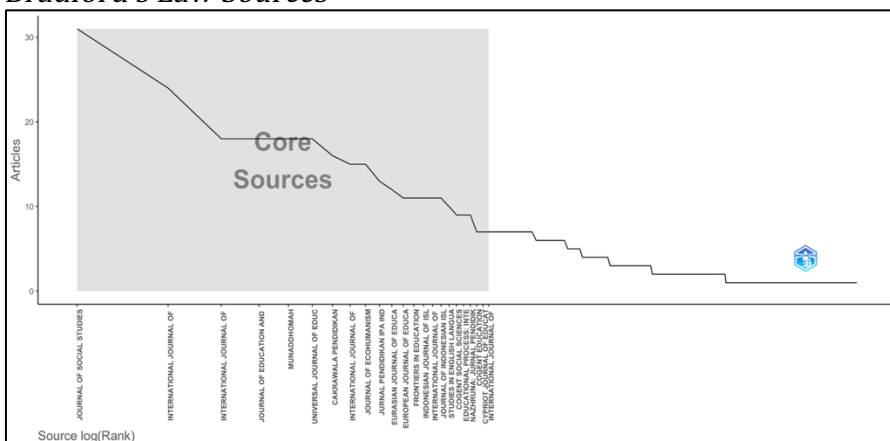 Bradford's Law Sources
30
20
10
0
Articles
Core
Sources
JOURNAL OF SOCIAL STUDIES
INTERNATIONAL JOURNAL OF
INTERNATIONAL JOURNAL OF
JOURNAL OF EDUCATION AND
MUNADDHOMAH
UNIVERSAL JOURNAL OF EDUC
CAKRAWALA PENDIDIKAN
INTERNATIONAL JOURNAL OF
JOURNAL OF ECOHUMANISM
JURNAL PENDIDIKAN IPA IND
EURASIAN JOURNAL OF EDUCA
EUROPEAN JOURNAL OF EDUCA
FRONTIERS IN EDUCATION
INDONESIAN JOURNAL OF ISL
INTERNATIONAL JOURNAL OF
JOURNAL OF INDONESIAN ISL
STUDIES IN ENGLISH LANGUA
COGENT SOCIAL SCIENCES
EDUCATIONAL PROCESS: INTE
NAZHRUNA: JURNAL PENDIDIK
COGENT EDUCATION
CYPRIOT JOURNAL OF EDUCAT
INTERNATIONAL JOURNAL OF
Source log(Rank)